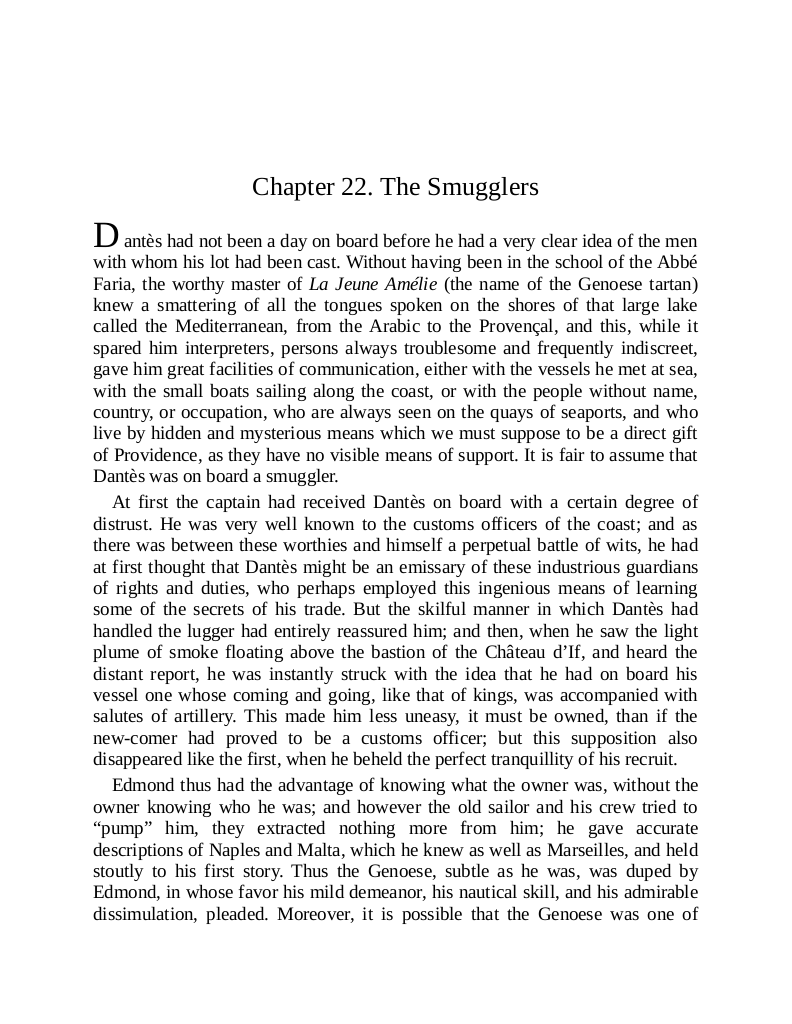 Chapter 22. The Smugglers
Dantès had not been a day on board before he had a very clear idea of the men
with whom his lot had been cast. Without having been in the school of the Abbé
Faria, the worthy master of La Jeune Amélie (the name of the Genoese tartan)
knew a smattering of all the tongues spoken on the shores of that large lake
called the Mediterranean, from the Arabic to the Provençal, and this, while it
spared him interpreters, persons always troublesome and frequently indiscreet,
gave him great facilities of communication, either with the vessels he met at sea,
with the small boats sailing along the coast, or with the people without name,
country, or occupation, who are always seen on the quays of seaports, and who
live by hidden and mysterious means which we must suppose to be a direct gift
of Providence, as they have no visible means of support. It is fair to assume that
Dantès was on board a smuggler.
At first the captain had received Dantès on board with a certain degree of
distrust. He was very well known to the customs officers of the coast; and as
there was between these worthies and himself a perpetual battle of wits, he had
at first thought that Dantès might be an emissary of these industrious guardians
of rights and duties, who perhaps employed this ingenious means of learning
some of the secrets of his trade. But the skilful manner in which Dantès had
handled the lugger had entirely reassured him; and then, when he saw the light
plume of smoke floating above the bastion of the Château d’If, and heard the
distant report, he was instantly struck with the idea that he had on board his
vessel one whose coming and going, like that of kings, was accompanied with
salutes of artillery. This made him less uneasy, it must be owned, than if the
new-comer had proved to be a customs officer; but this supposition also
disappeared like the first, when he beheld the perfect tranquillity of his recruit.
Edmond thus had the advantage of knowing what the owner was, without the
owner knowing who he was; and however the old sailor and his crew tried to
“pump” him, they extracted nothing more from him; he gave accurate
descriptions of Naples and Malta, which he knew as well as Marseilles, and held
stoutly to his first story. Thus the Genoese, subtle as he was, was duped by
Edmond, in whose favor his mild demeanor, his nautical skill, and his admirable
dissimulation, pleaded. Moreover, it is possible that the Genoese was one of